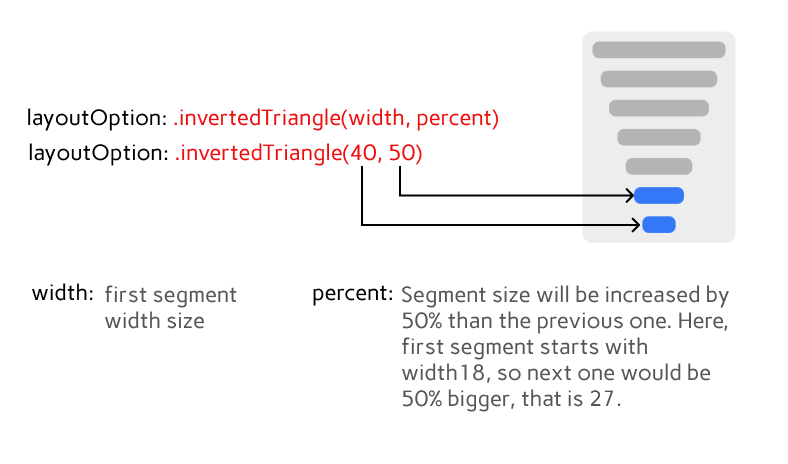 layoutOption: .invertedTriangle(width, percent)
layoutOption: .invertedTriangle(40, 50)
width: first segment
width size
percent: Segment size will be increased by
50% than the previous one. Here,
first segment starts with
width18, so next one would be
50% bigger, that is 27.